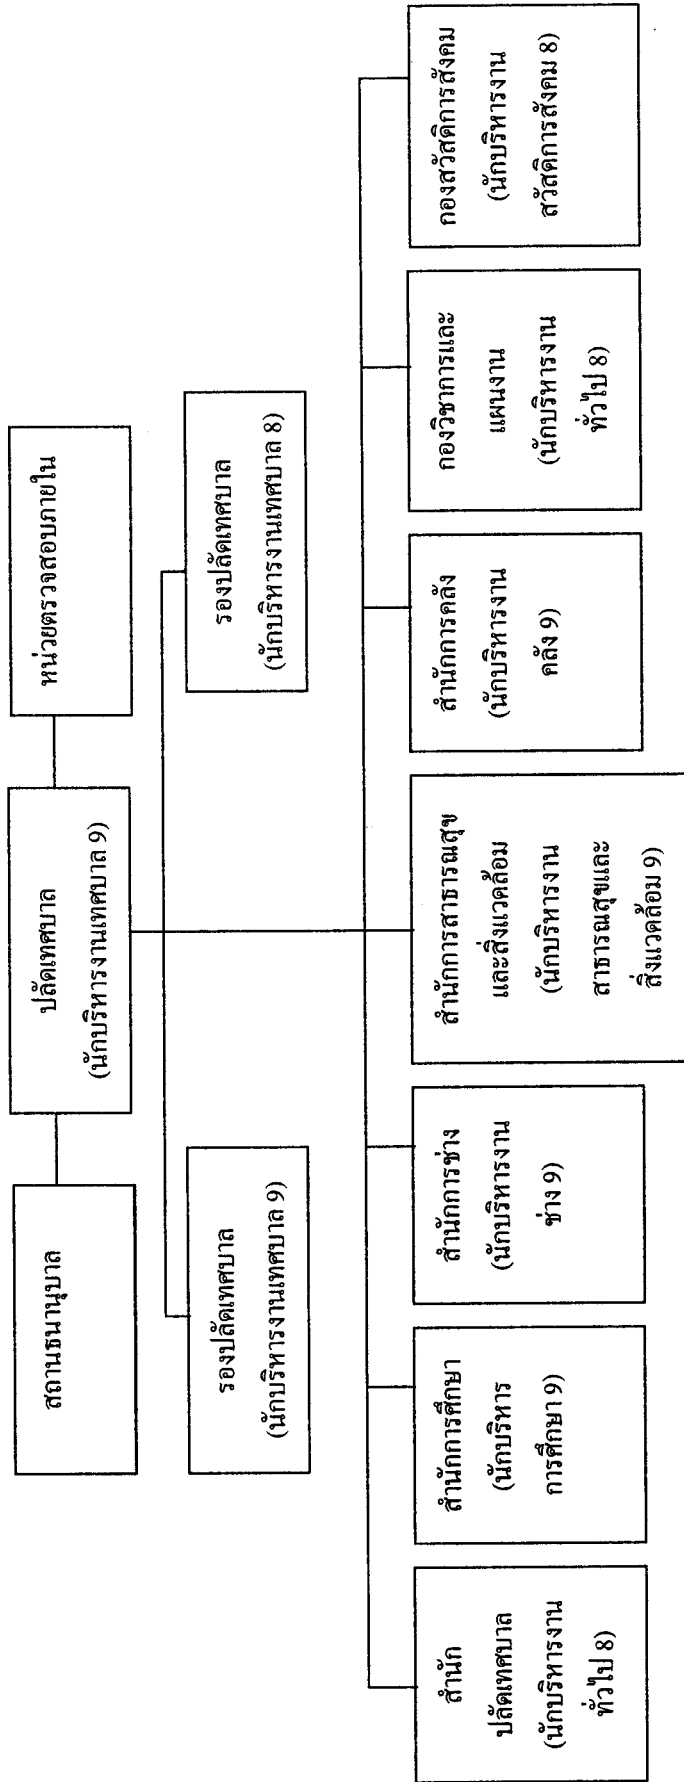 สถานธนานุบาล
ปลัดเทศบาล
(นักบริหารงานเทศบาล 9)
หน่วยตรวจสอบภายใน
รองปลัดเทศบาล
(นักบริหารงานเทศบาล 9)
รองปลัดเทศบาล
(นักบริหารงานเทศบาล 8)
สำนัก
ปลัดเทศบาล
(นักบริหารงาน
ทั่วไป 8)
สำนักการศึกษา
(นักบริหาร
การศึกษา 9)
สำนักการช่าง
(นักบริหารงาน
ช่าง 9)
สำนักการสาธารณสุข
และสิ่งแวดล้อม
(นักบริหารงาน
สาธารณสุขและ
สิ่งแวดล้อม 9)
สำนักการคลัง
(นักบริหารงาน
คลัง 9)
กองวิชาการและ
แผนงาน
(นักบริหารงาน
ทั่วไป 8)
กองสวัสดิการสังคม
(นักบริหารงาน
สวัสดิการสังคม 8)